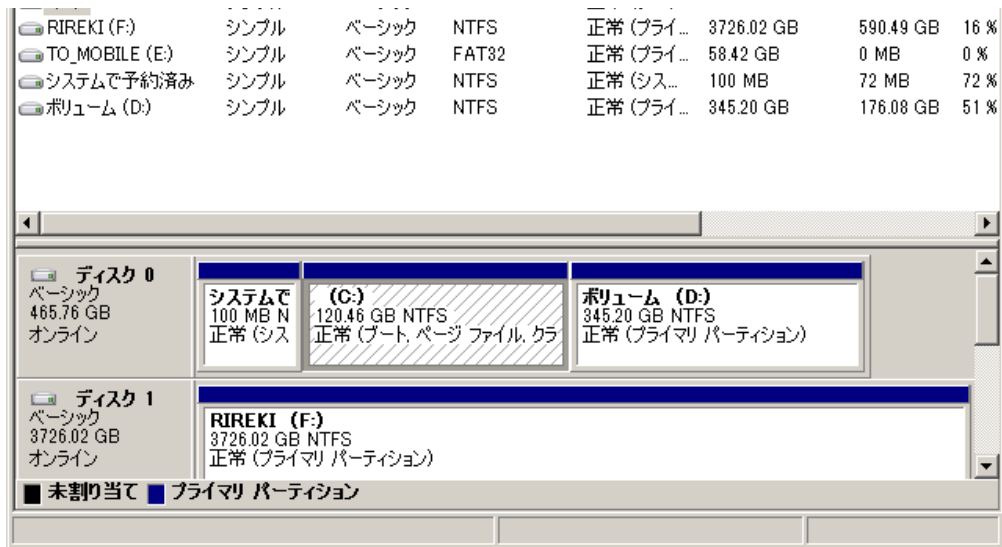 RIREKI (F:) シンプル ベーシック NTFS 正常 (プライ... 3726.02 GB 590.49 GB 16 %
TO_MOBILE (E:) シンプル ベーシック FAT32 正常 (プライ... 58.42 GB 0 MB 0 %
システムで予約済み シンプル ベーシック NTFS 正常 (シス... 100 MB 72 MB 72 %
ボリューム (D:) シンプル ベーシック NTFS 正常 (プライ... 345.20 GB 176.08 GB 51 %
ディスク 0
ベーシック
465.76 GB
オンライン
システムで
100 MB N
正常 (シス
(C:)
120.46 GB NTFS
正常 (ブート, ページ ファイル, クラ
ボリューム (D:)
345.20 GB NTFS
正常 (プライマリ パーティション)
ディスク 1
ベーシック
3726.02 GB
オンライン
RIREKI (F:)
3726.02 GB NTFS
正常 (プライマリ パーティション)
未割り当て プライマリ パーティション